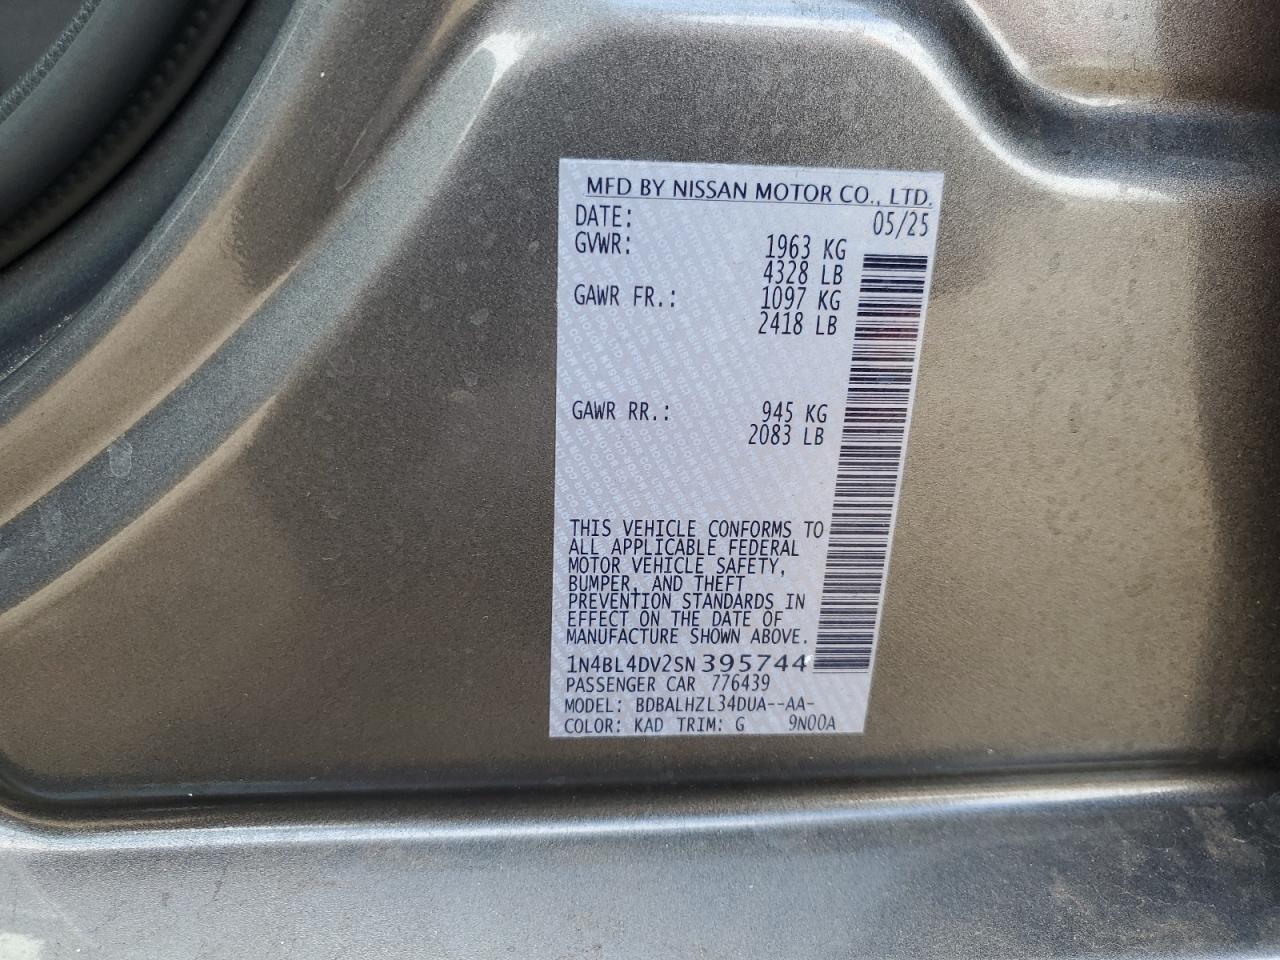 MFD BY NISSAN MOTOR CO., LTD.
DATE: 05/25
GVWR: 1963 KG
4328 LB
GAWR FR.: 1097 KG
2418 LB
GAWR RR.: 945 KG
2083 LB
THIS VEHICLE CONFORMS TO
ALL APPLICABLE FEDERAL
MOTOR VEHICLE SAFETY,
BUMPER, AND THEFT
PREVENTION STANDARDS IN
EFFECT ON THE DATE OF
MANUFACTURE SHOWN ABOVE.
1N4BL4DV2SN395744
PASSENGER CAR 776439
MODEL: BDBALHZL34DUA--AA-
COLOR: KAD TRIM: G 9N00A